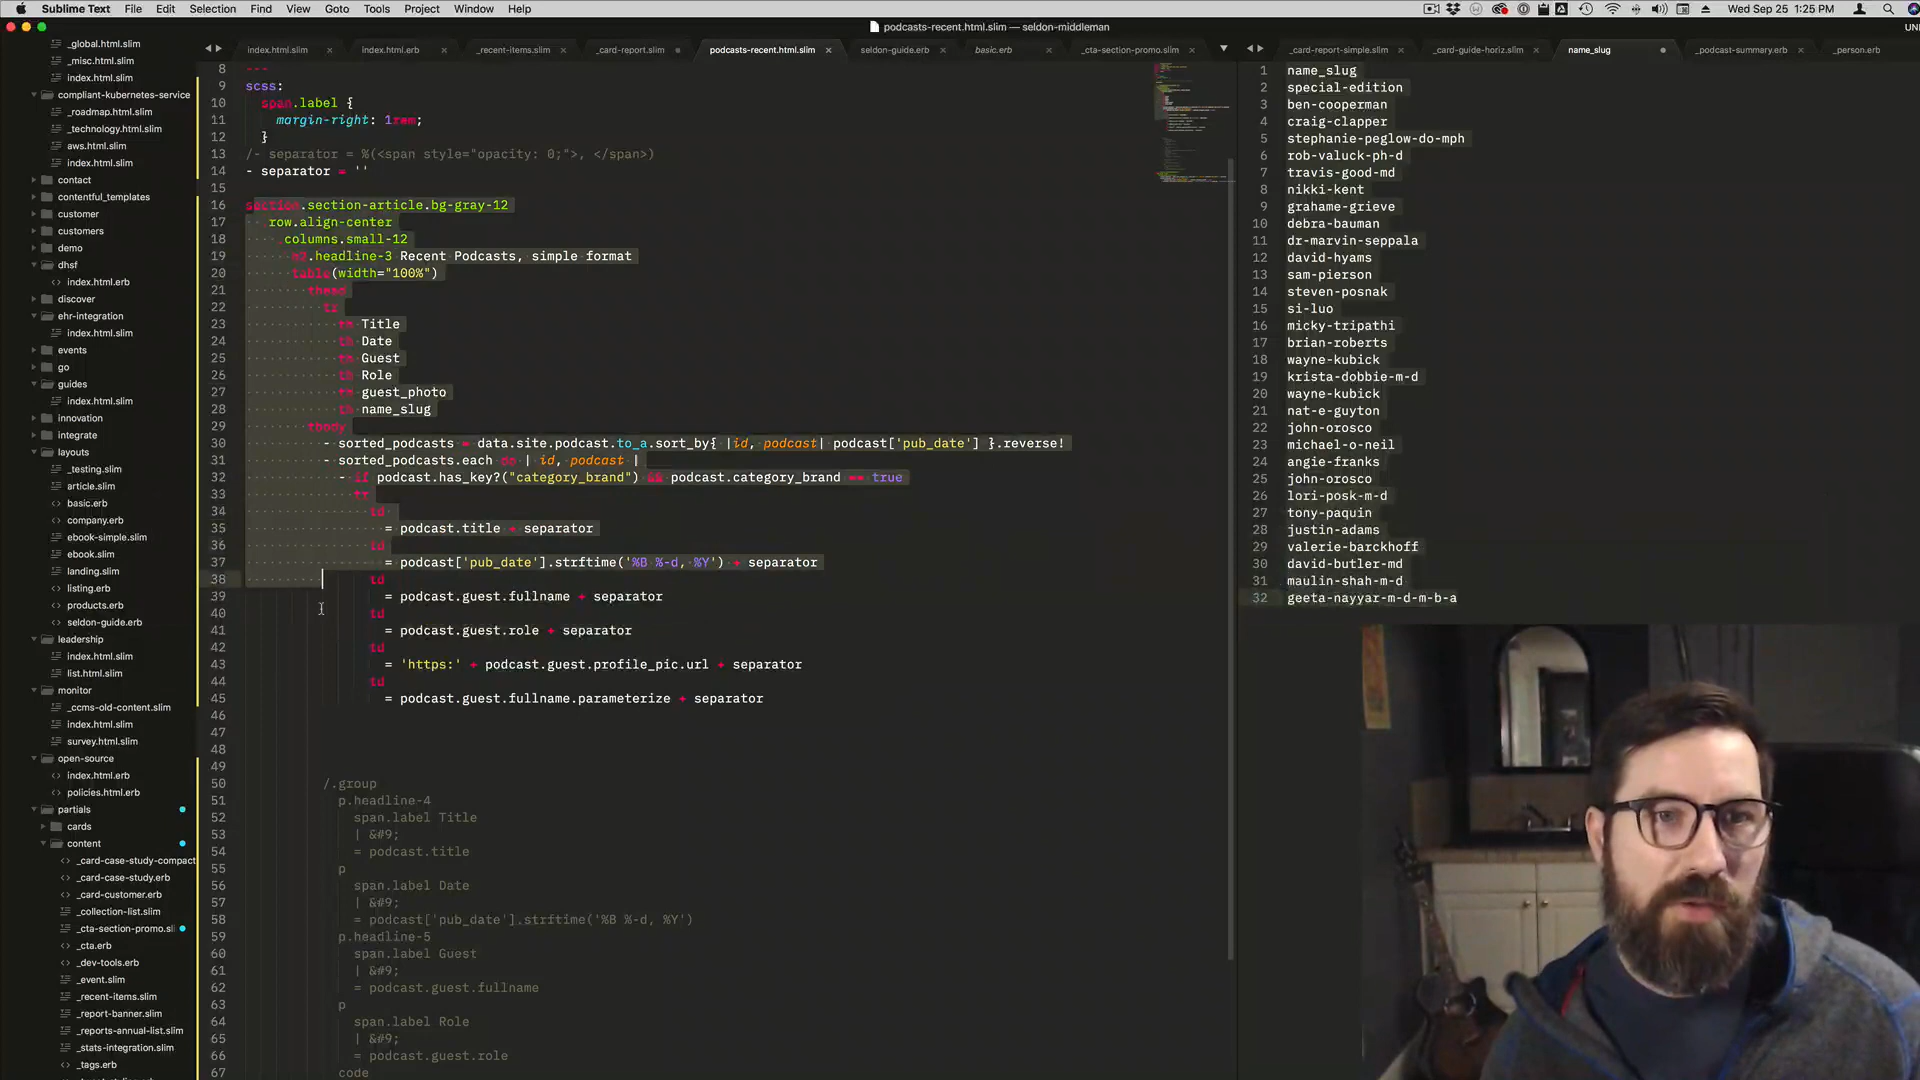 Sublime Text File Edit Selection Find View Goto Tools Project Window Help Wed Sep 25 1:25 PM
podcasts-recent.html.slim — seldon-middleman UN
index.html.slim index.html.erb _recent-items.slim _card-report.slim podcasts-recent.html.slim seldon-guide.erb basic.erb _cta-section-promo.slim _card-report-simple.slim _card-guide-horiz.slim name_slug _podcast-summary.erb _person.erb
_global.html.slim
_misc.html.slim
index.html.slim
compliant-kubernetes-service
_roadmap.html.slim
_technology.html.slim
aws.html.slim
index.html.slim
contact
contentful_templates
customer
customers
demo
dhsf
index.html.erb
discover
ehr-integration
index.html.slim
events
go
guides
index.html.slim
innovation
integrate
layouts
_testing.slim
article.slim
basic.erb
company.erb
ebook-simple.slim
ebook.slim
landing.slim
listing.erb
products.erb
seldon-guide.erb
leadership
index.html.slim
list.html.slim
monitor
_ccms-old-content.slim
index.html.slim
survey.html.slim
open-source
index.html.erb
policies.html.erb
partials
cards
content
_card-case-study-compact
_card-case-study.erb
_card-customer.erb
_collection-list.slim
_cta-section-promo.sli
_cta.erb
_dev-tools.erb
_event.slim
_recent-items.slim
_report-banner.slim
_reports-annual-list.slim
_stats-integration.slim
_tags.erb
8 ---
9 scss:
10 span.label {
11 margin-right: 1rem;
12 }
13 /- separator = %(<span style="opacity: 0;">, </span>)
14 - separator = ''
15
16 section.section-article.bg-gray-12
17 row.align-center
18 columns.small-12
19 h2.headline-3 Recent Podcasts, simple format
20 table(width="100%")
21 thead
22 tr
23 th Title
24 th Date
25 th Guest
26 th Role
27 th guest_photo
28 th name_slug
29 tbody
30 - sorted_podcasts = data.site.podcast.to_a.sort_by{ |id, podcast| podcast['pub_date'] }.reverse!
31 - sorted_podcasts.each do | id, podcast |
32 - if podcast.has_key?("category_brand") && podcast.category_brand == true
33 tr
34 td
35 = podcast.title + separator
36 td
37 = podcast['pub_date'].strftime('%B %-d, %Y') + separator
38 td
39 = podcast.guest.fullname + separator
40 td
41 = podcast.guest.role + separator
42 td
43 = 'https:' + podcast.guest.profile_pic.url + separator
44 td
45 = podcast.guest.fullname.parameterize + separator
46
47
48
49
50 /.group
51 p.headline-4
52 span.label Title
53 | &#9;
54 = podcast.title
55 p
56 span.label Date
57 | &#9;
58 = podcast['pub_date'].strftime('%B %-d, %Y')
59 p.headline-5
60 span.label Guest
61 | &#9;
62 = podcast.guest.fullname
63 p
64 span.label Role
65 | &#9;
66 = podcast.guest.role
67 code
1 name_slug
2 special-edition
3 ben-cooperman
4 craig-clapper
5 stephanie-peglow-do-mph
6 rob-valuck-ph-d
7 travis-good-md
8 nikki-kent
9 grahame-grieve
10 debra-bauman
11 dr-marvin-seppala
12 david-hyams
13 sam-pierson
14 steven-posnak
15 si-luo
16 micky-tripathi
17 brian-roberts
18 wayne-kubick
19 krista-dobbie-m-d
20 wayne-kubick
21 nat-e-guyton
22 john-orosco
23 michael-o-neil
24 angie-franks
25 john-orosco
26 lori-posk-m-d
27 tony-paquin
28 justin-adams
29 valerie-barckhoff
30 david-butler-md
31 maulin-shah-m-d
32 geeta-nayyar-m-d-m-b-a